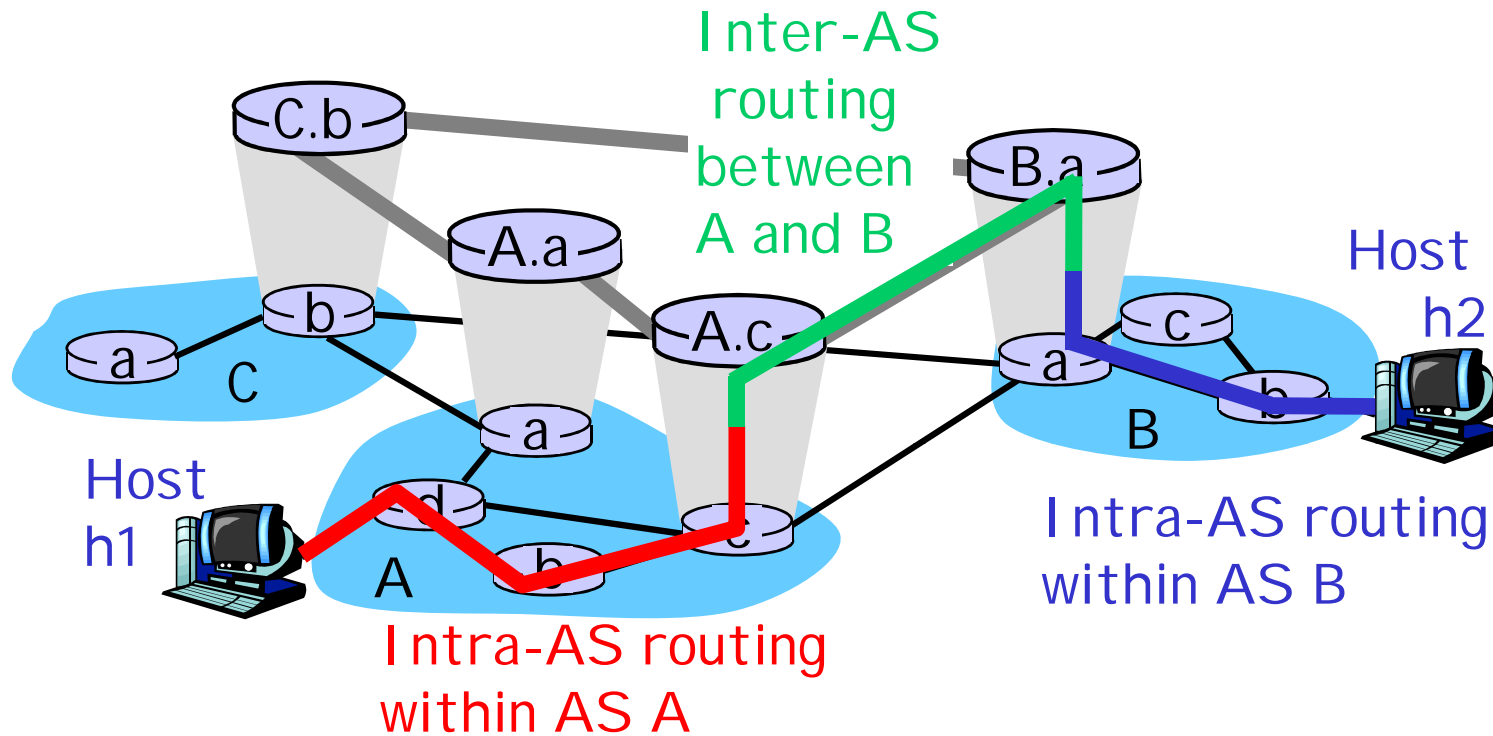 Inter-AS
routing
between
A and B
C.b
B.a
A.a
A.c
Host
h2
b
a
C
c
a
b
B
a
Host
h1
d
c
b
A
Intra-AS routing
within AS B
Intra-AS routing
within AS A